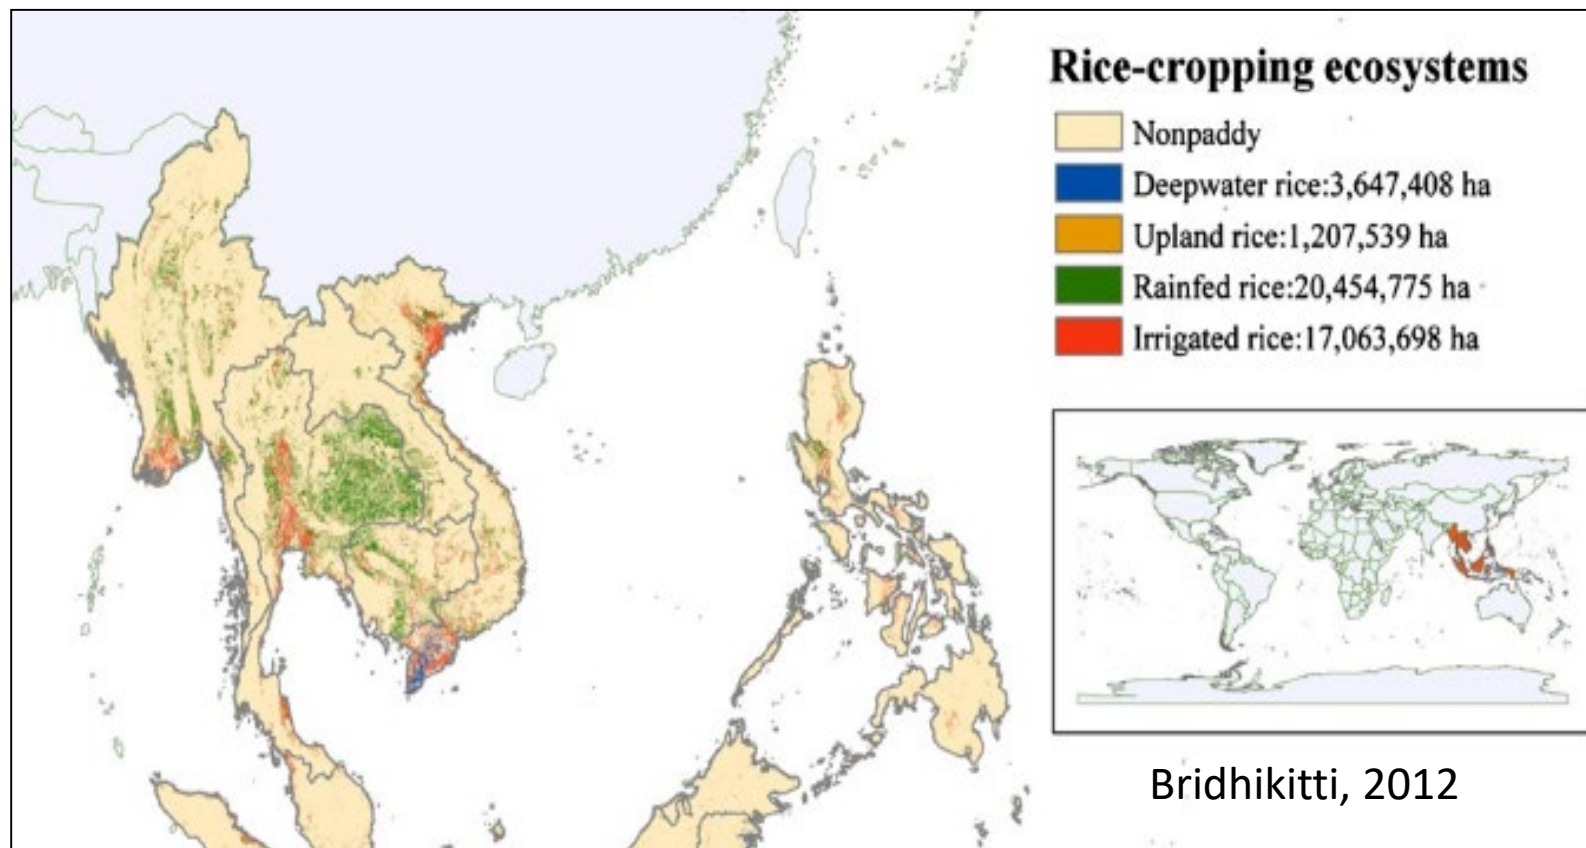 Rice-cropping ecosystems
Nonpaddy
Deepwater rice:3,647,408 ha
Upland rice:1,207,539 ha
Rainfed rice:20,454,775 ha
Irrigated rice:17,063,698 ha
Bridhikitti, 2012